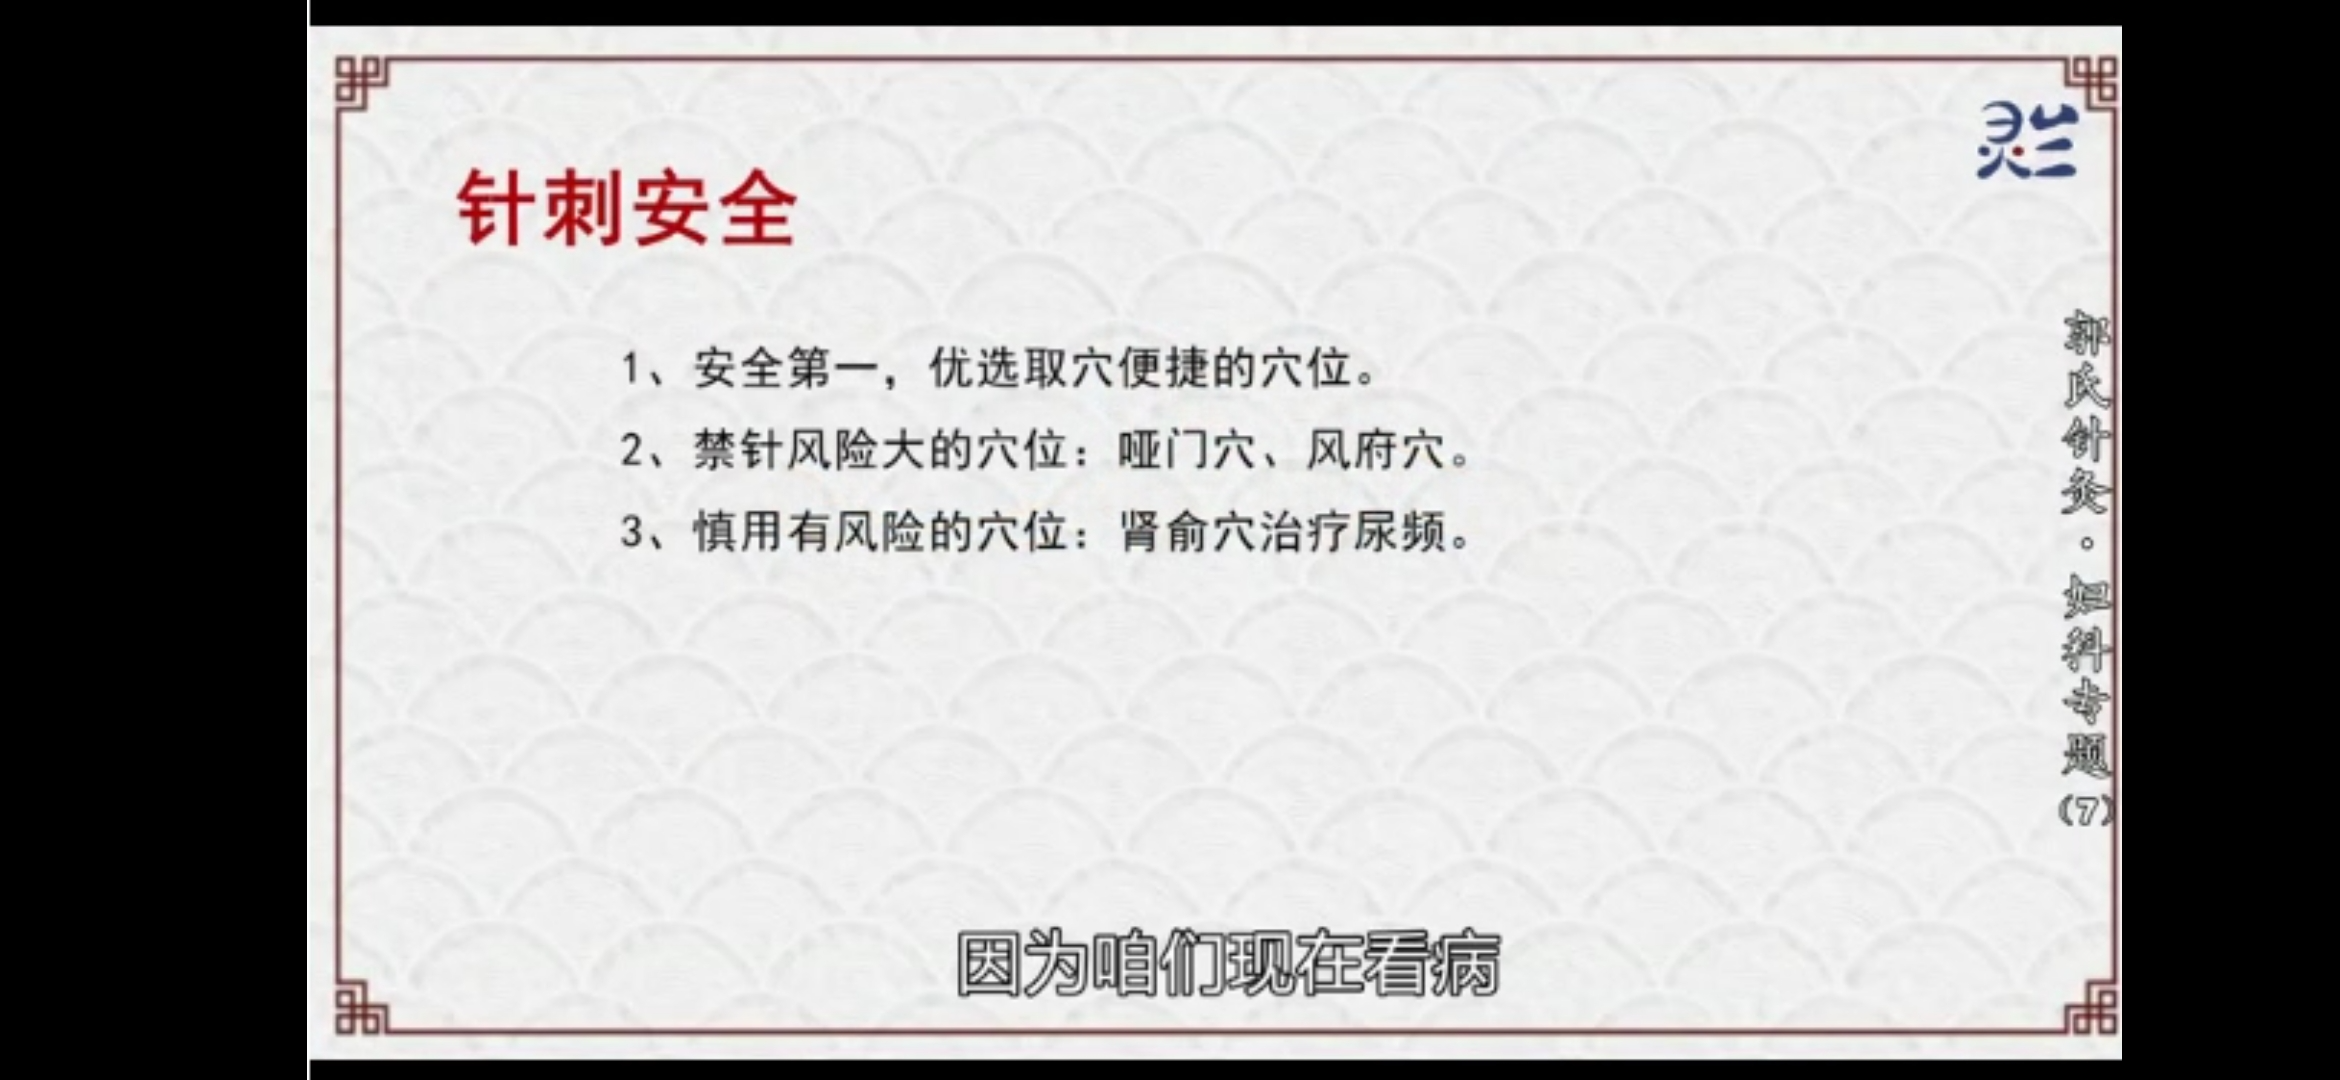 灵兰
针刺安全
1、安全第一，优选取穴便捷的穴位。
2、禁针风险大的穴位：哑门穴、风府穴。
3、慎用有风险的穴位：肾俞穴治疗尿频。
郭氏针灸。妇科专题(7)
因为咱们现在看病